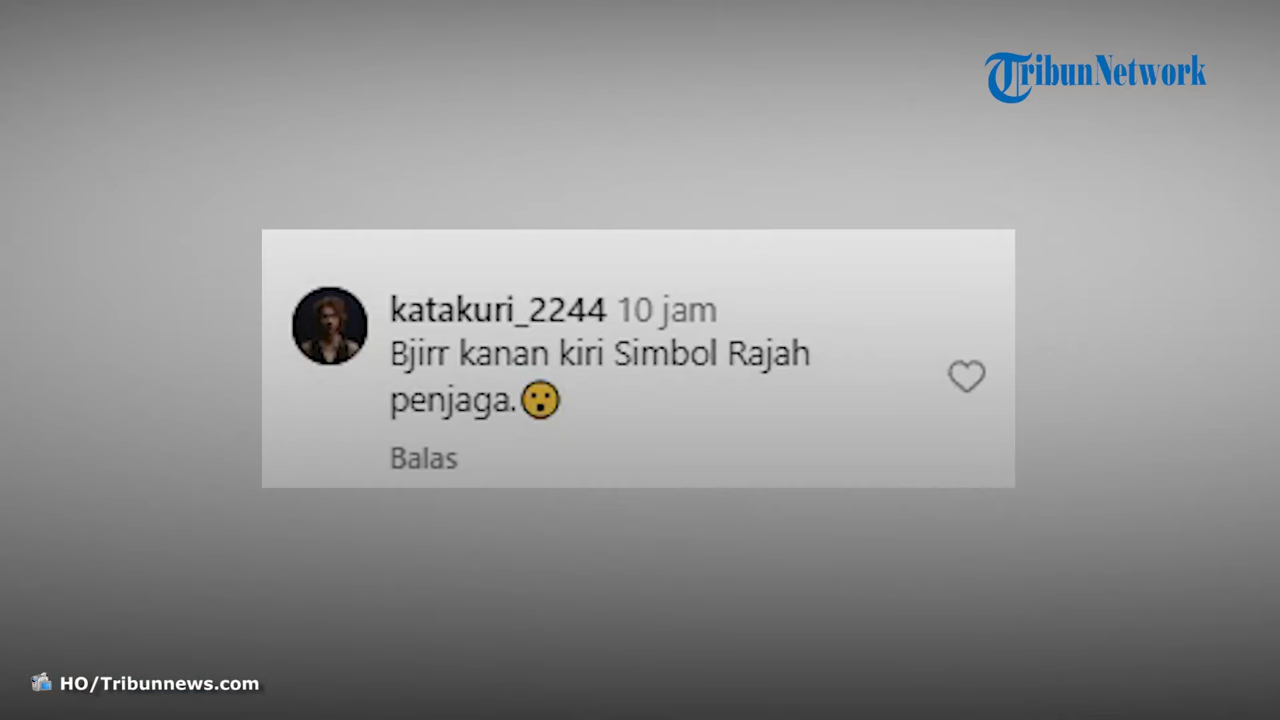 TribunNetwork
katakuri_2244 10 jam
Bjirr kanan kiri Simbol Rajah
penjaga.😮
Balas
HO/Tribunnews.com